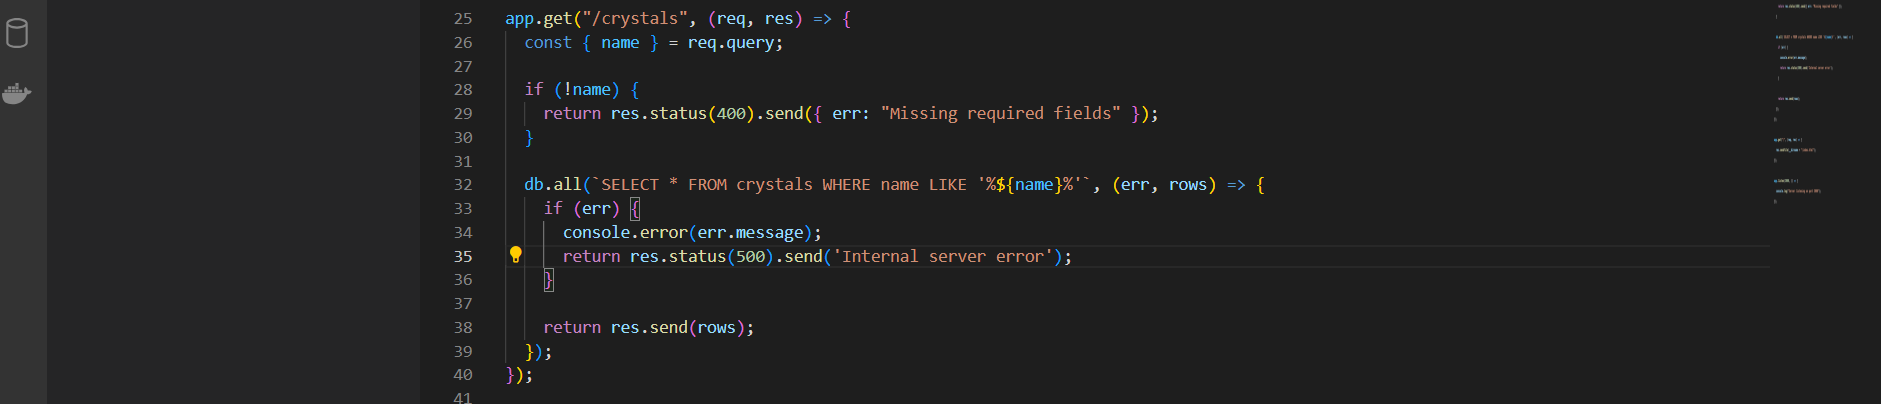 25 app.get("/crystals", (req, res) => {
26 const { name } = req.query;
27
28 if (!name) {
29 return res.status(400).send({ err: "Missing required fields" });
30 }
31
32 db.all(`SELECT * FROM crystals WHERE name LIKE '%${name}%'`, (err, rows) => {
33 if (err) {
34 console.error(err.message);
35 return res.status(500).send('Internal server error');
36 }
37
38 return res.send(rows);
39 });
40 });
41